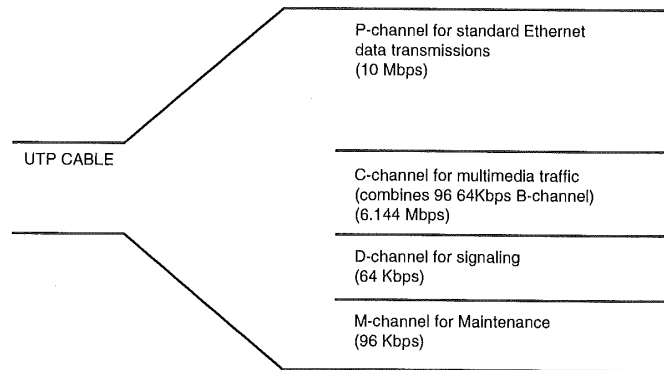 P-channel for standard Ethernet
data transmissions
(10 Mbps)
UTP CABLE
C-channel for multimedia traffic
(combines 96 64Kbps B-channel)
(6.144 Mbps)
D-channel for signaling
(64 Kbps)
M-channel for Maintenance
(96 Kbps)